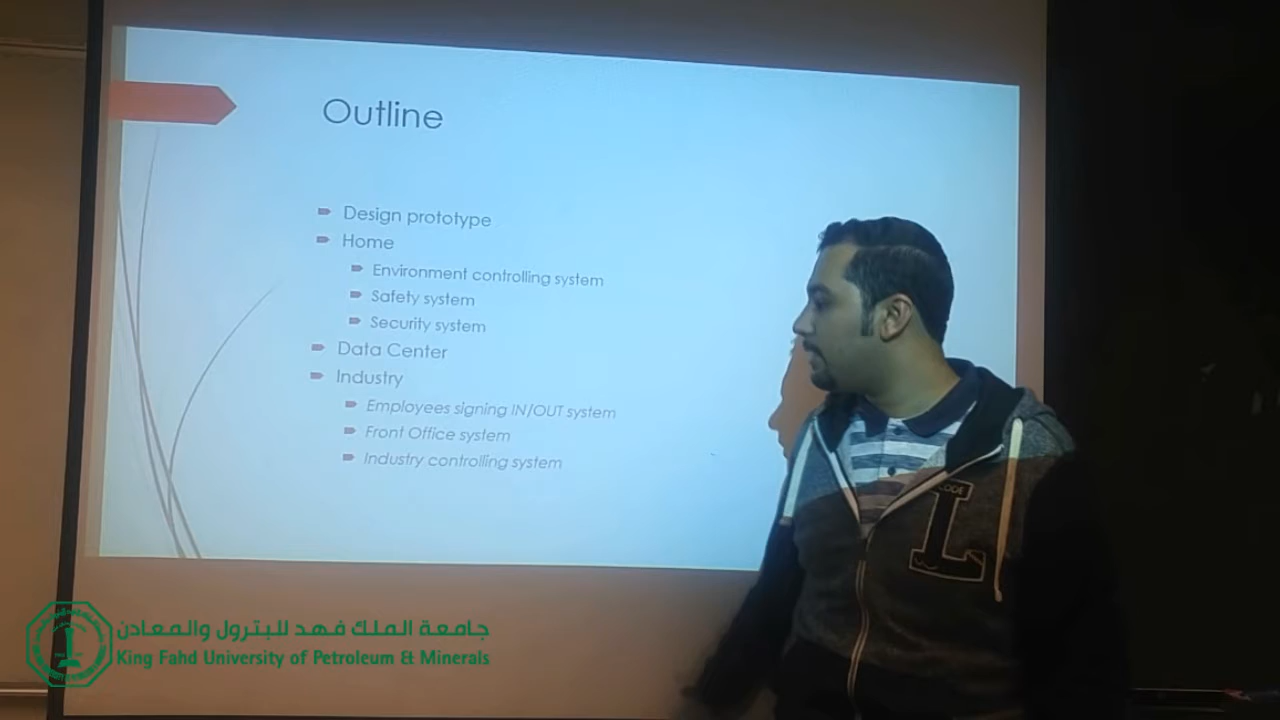 Outline
Design prototype
Home
Environment controlling system
Safety system
Security system
Data Center
Industry
Employees signing IN/OUT system
Front Office system
Industry controlling system
L
جامعة الملك فهد للبترول والمعادن
King Fahd University of Petroleum & Minerals